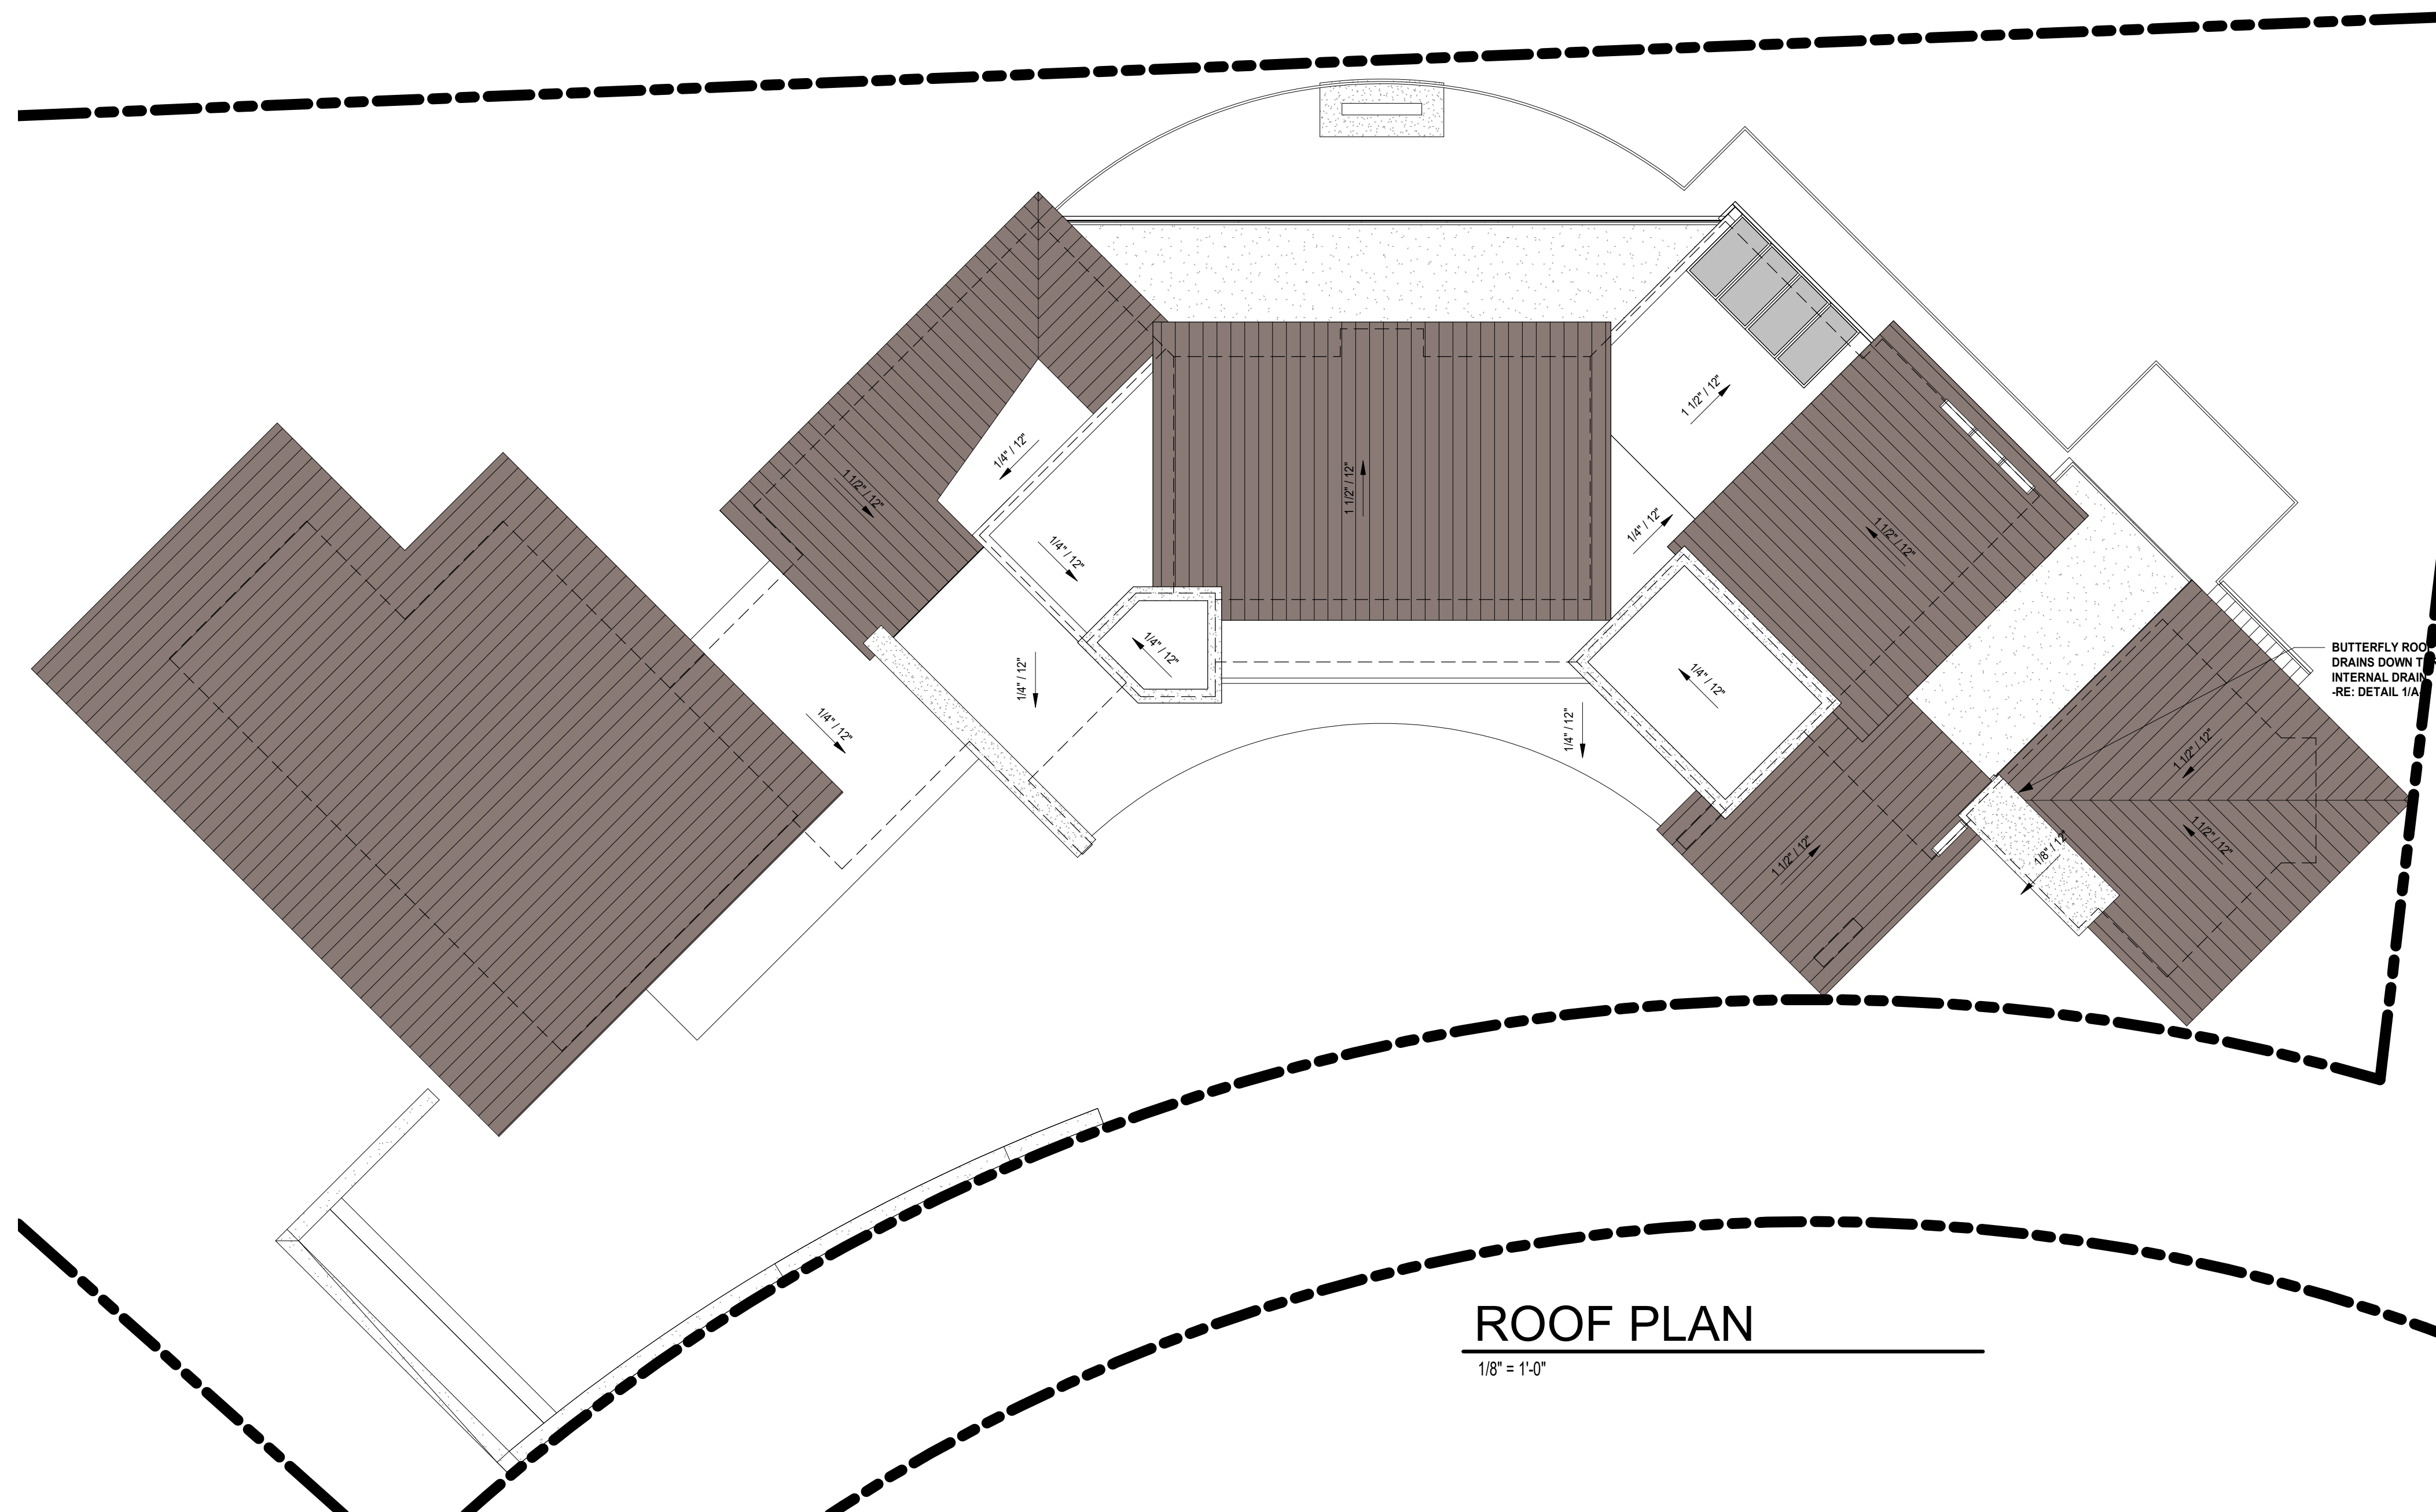 1 1/2" / 12"
1/4" / 12"
1/4" / 12"
1/4" / 12"
1/4" / 12"
1/4" / 12"
1 1/2" / 12"
1 1/2" / 12"
1/4" / 12"
1 1/2" / 12"
1/4" / 12"
1/4" / 12"
1 1/2" / 12"
1 1/2" / 12"
1 1/2" / 12"
1/8" / 12"
BUTTERFLY ROO
DRAINS DOWN T
INTERNAL DRAIN
-RE: DETAIL 1/A
ROOF PLAN
1/8" = 1'-0"